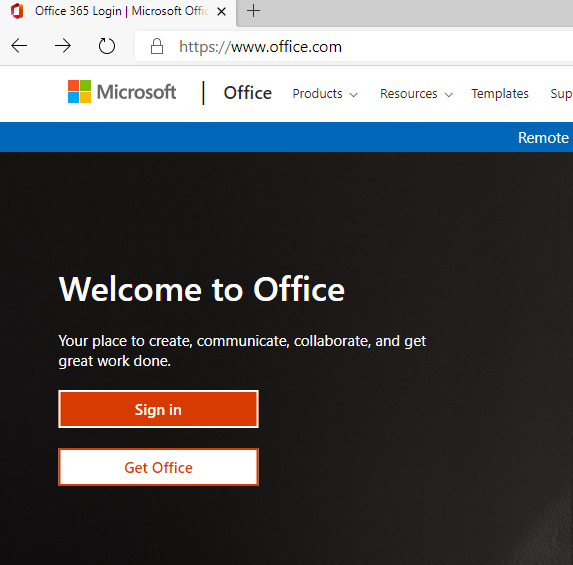 Office 365 Login | Microsoft Offic
https://www.office.com
Microsoft | Office Products Resources Templates Sup
Remote
Welcome to Office
Your place to create, communicate, collaborate, and get
great work done.
Sign in
Get Office